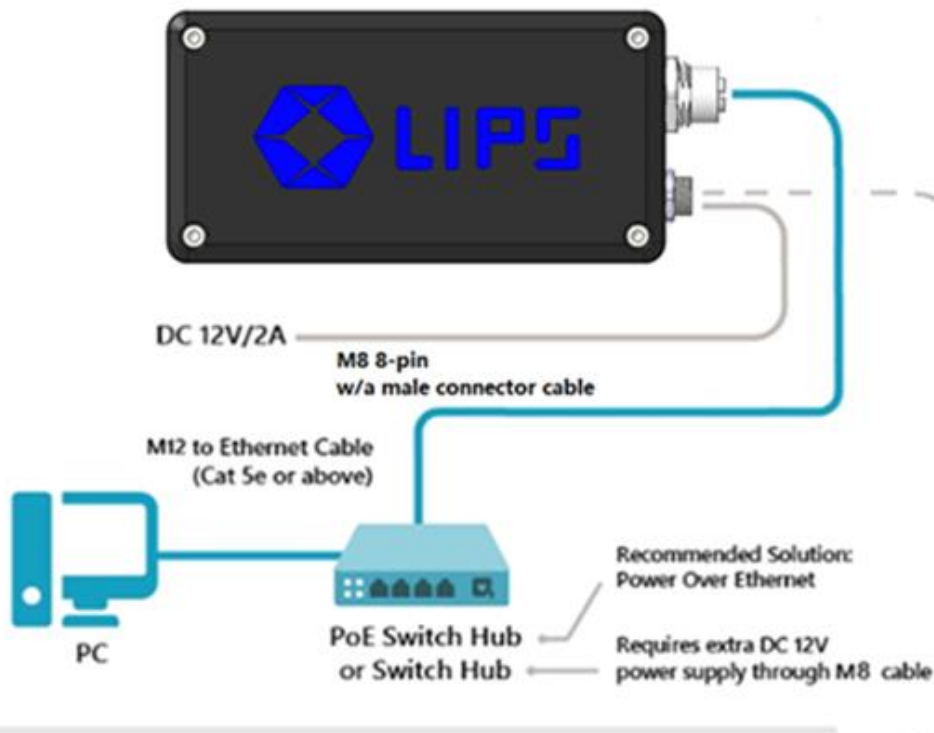 LIPS
DC 12V/2A
M8 8-pin
w/a male connector cable
M12 to Ethernet Cable
(Cat 5e or above)
Recommended Solution:
Power Over Ethernet
PC
PoE Switch Hub
or Switch Hub
Requires extra DC 12V
power supply through M8 cable